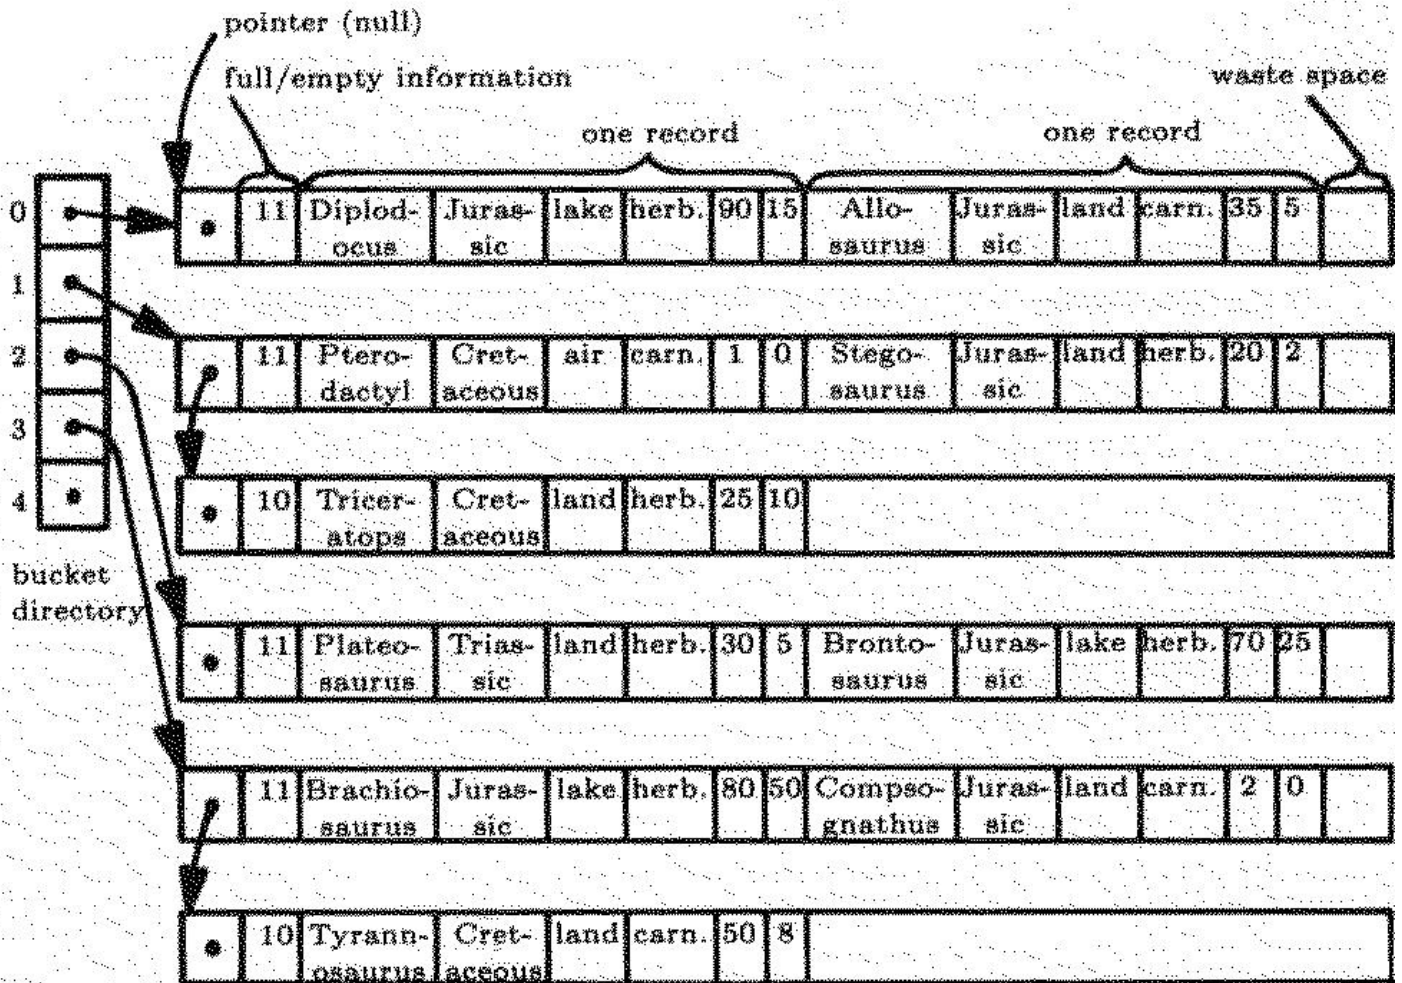 pointer (null)
full/empty information
waste space
one record
one record
0
11 Diplod- Juras- lake herb. 90 15 Allo- Juras- land carn. 35 5
ocus sic saurus sic
1
11 Ptero- Cret- air carn. 1 0 Stego- Juras- land herb. 20 2
dactyl aceous saurus sic
2
3
10 Tricer- Cret- land herb. 25 10
atops aceous
4
bucket
directory
11 Plateo- Trias- land herb. 30 5 Bronto- Juras- lake herb. 70 25
saurus sic saurus sic
11 Brachio- Juras- lake herb. 80 50 Compso- Juras- land carn. 2 0
saurus sic gnathus sic
10 Tyrann- Cret- land carn. 50 8
osaurus aceous